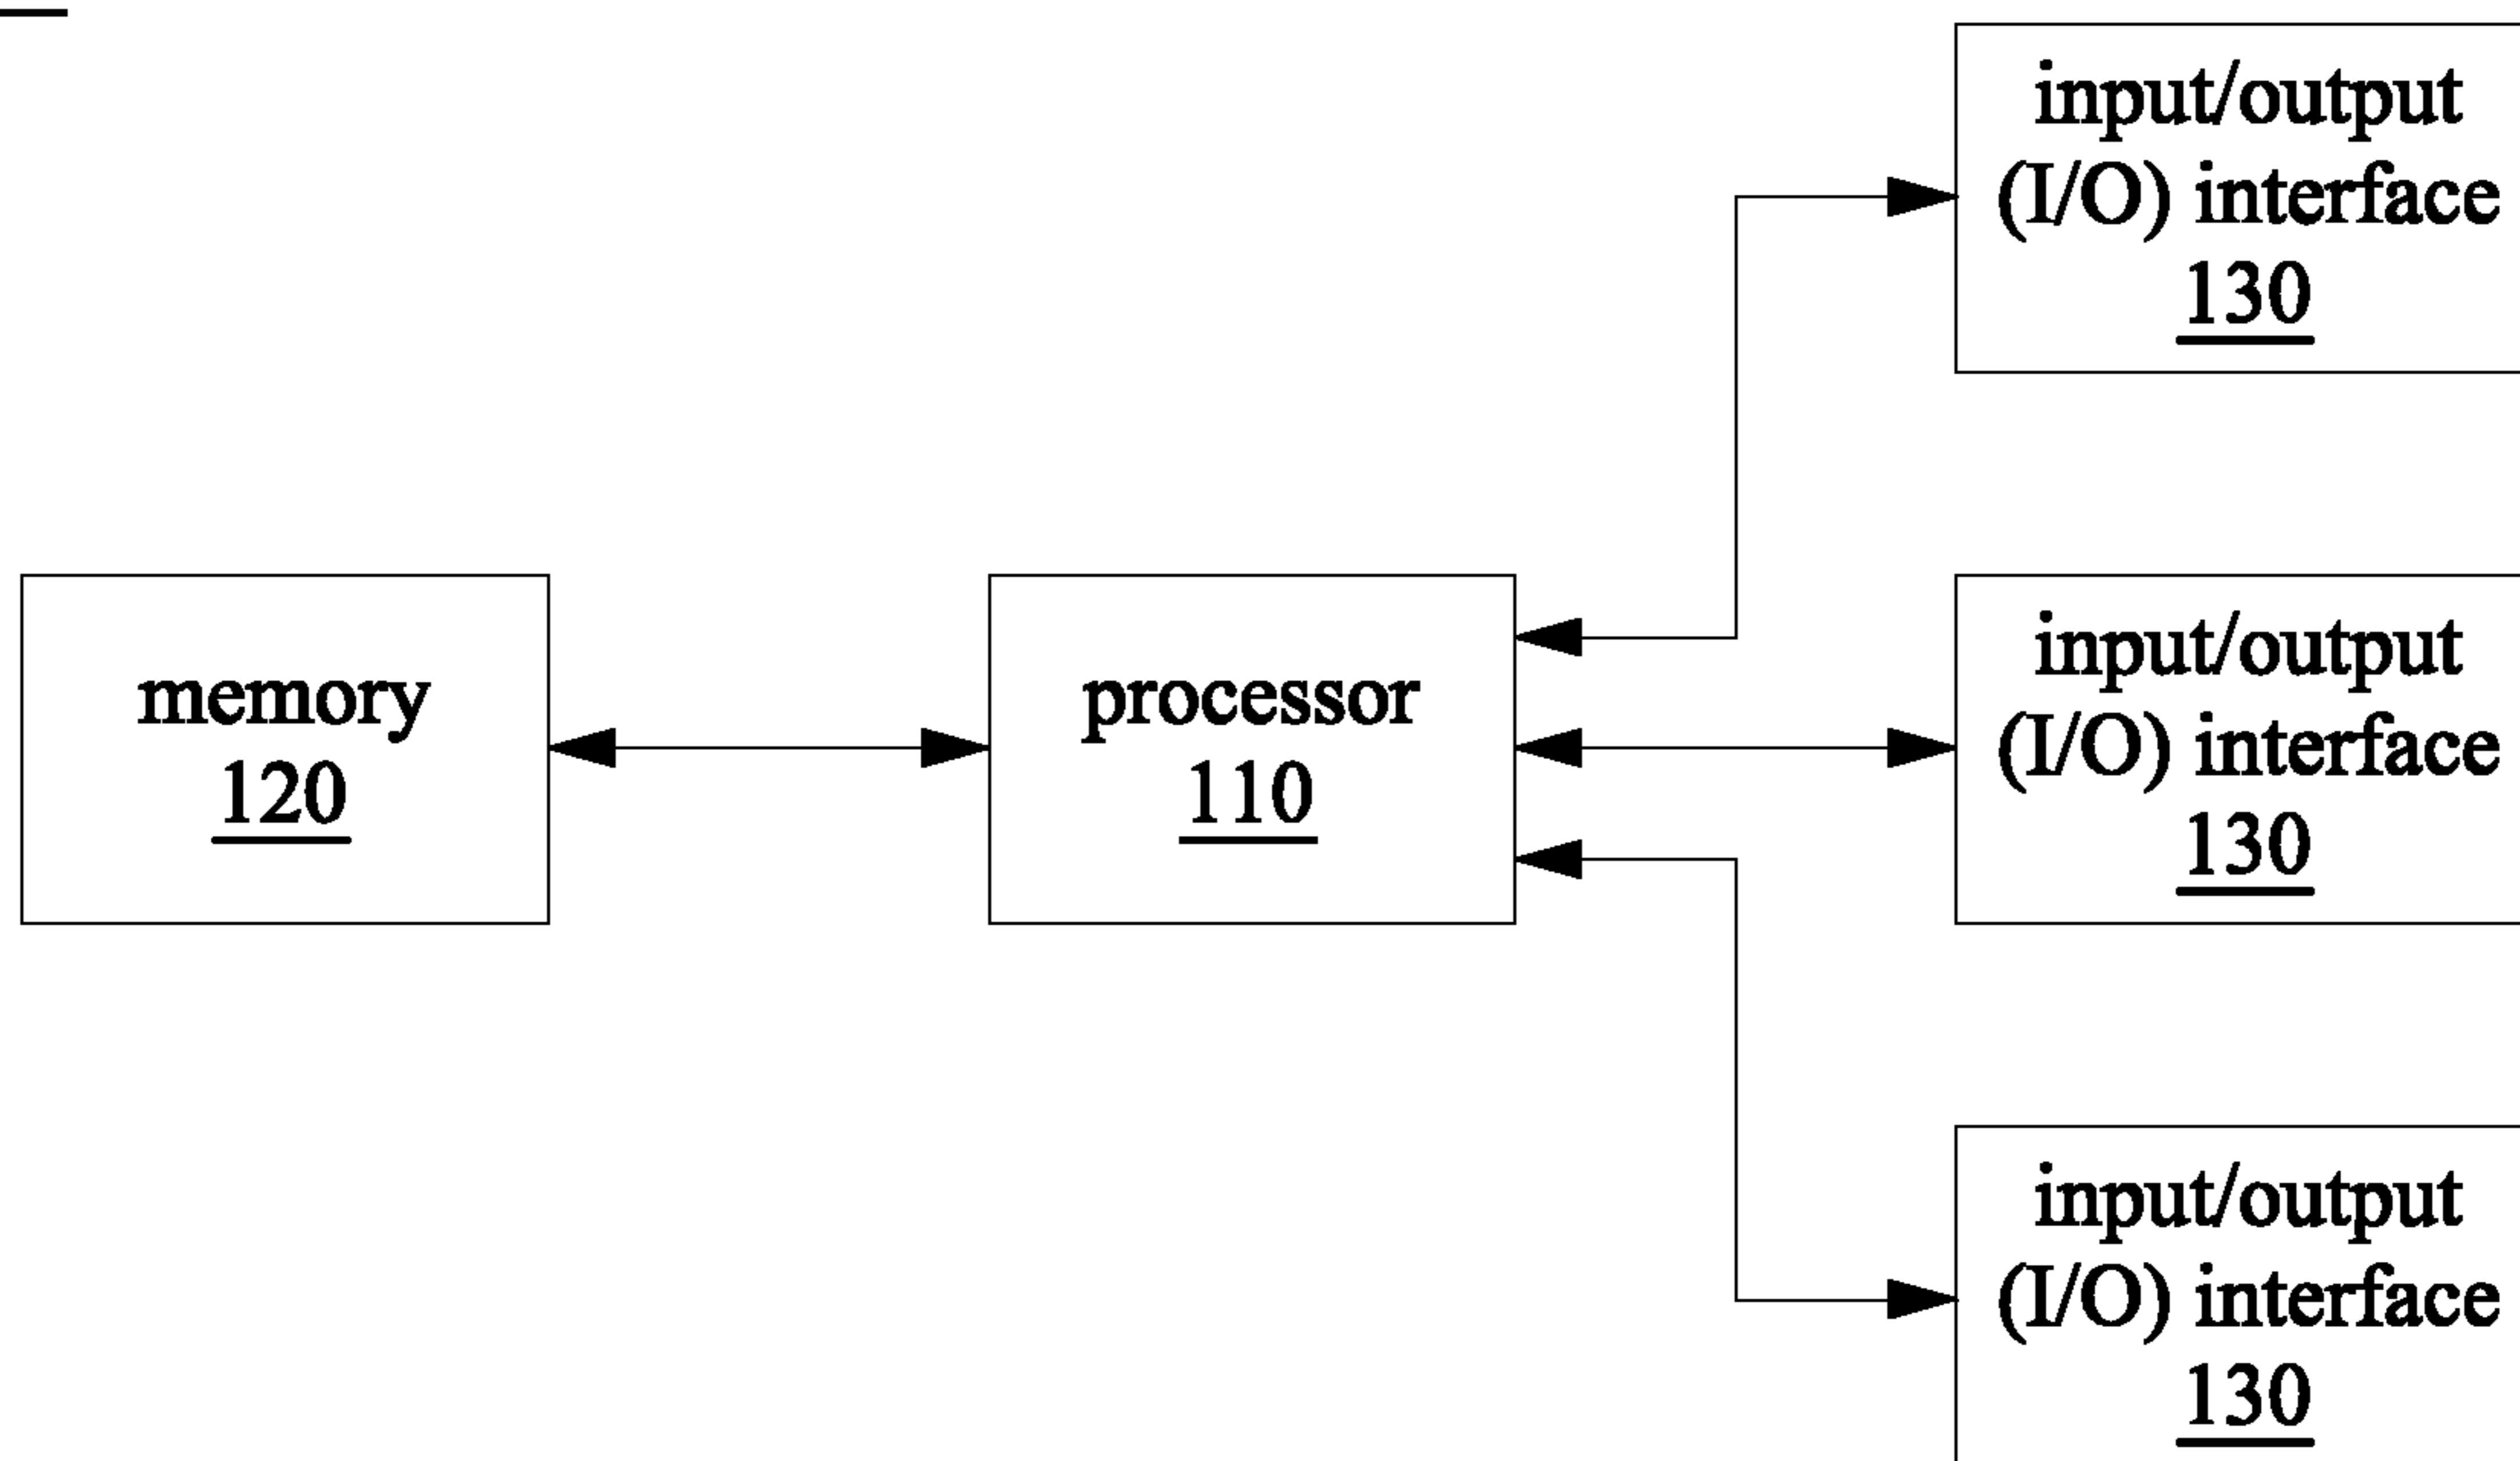 input/output
(I/O) interface
130
memory
120
processor
110
input/output
(I/O) interface
130
input/output
(I/O) interface
130